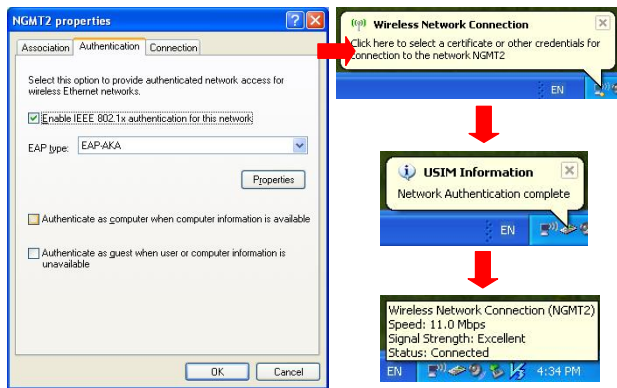 NGMT2 properties
Association Authentication Connection
Select this option to provide authenticated network access for
wireless Ethernet networks.
Enable IEEE 802.1x authentication for this network
EAP type: EAP-AKA
Properties
Authenticate as computer when computer information is available
Authenticate as guest when user or computer information is
unavailable
OK Cancel
Wireless Network Connection
Click here to select a certificate or other credentials for
connection to the network NGMT2
EN
USIM Information
Network Authentication complete
EN
Wireless Network Connection (NGMT2)
Speed: 11.0 Mbps
Signal Strength: Excellent
Status: Connected
EN 4:34 PM